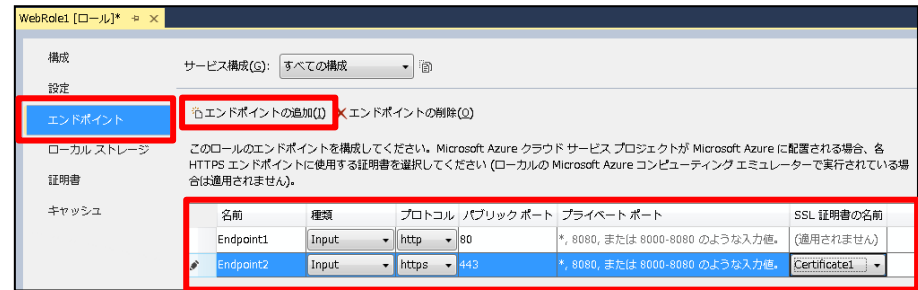 WebRole1 [ロール]*
構成
設定
エンドポイント
ローカル ストレージ
証明書
キャッシュ
サービス構成(G): すべての構成
エンドポイントの追加(I) エンドポイントの削除(O)
このロールのエンドポイントを構成してください。Microsoft Azure クラウド サービス プロジェクトが Microsoft Azure に配置される場合、各
HTTPS エンドポイントに使用する証明書を選択してください (ローカルの Microsoft Azure コンピューティング エミュレーターで実行されている場
合は適用されません)。
名前 種類 プロトコル パブリック ポート プライベート ポート SSL 証明書の名前
Endpoint1 Input http 80 *, 8080, または 8000-8080 のような入力値。 (適用されません)
Endpoint2 Input https 443 *, 8080, または 8000-8080 のような入力値。 Certificate1